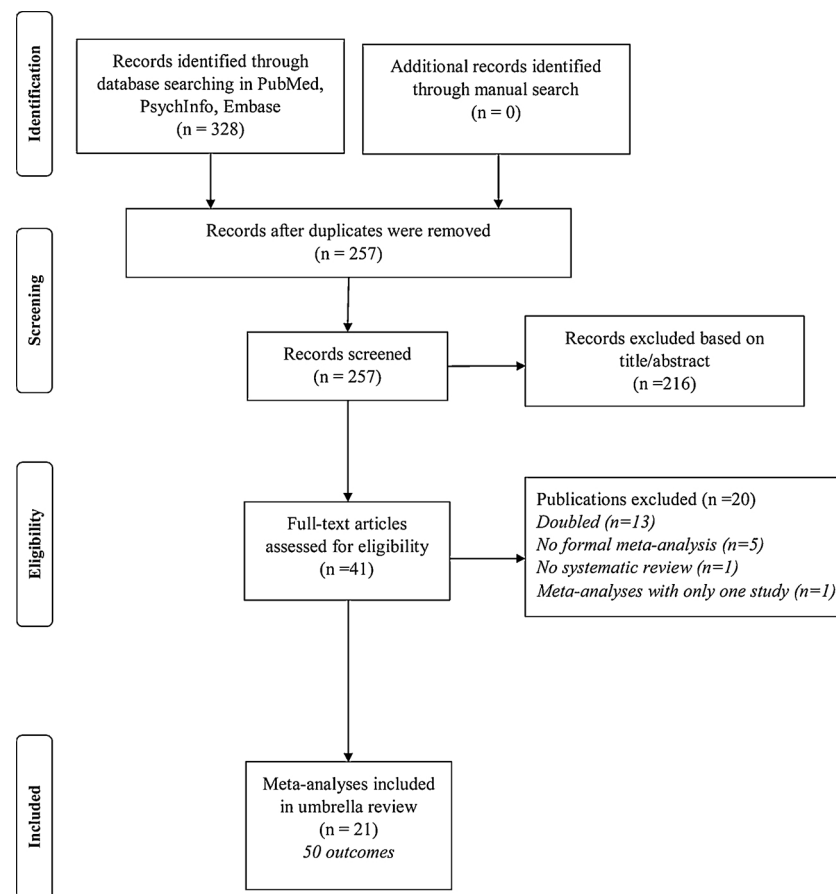 Identification
Records identified through
database searching in PubMed,
PsychInfo, Embase
(n = 328)
Additional records identified
through manual search
(n = 0)
Screening
Records after duplicates were removed
(n = 257)
Records screened
(n = 257)
Records excluded based on
title/abstract
(n =216)
Eligibility
Full-text articles
assessed for eligibility
(n =41)
Publications excluded (n =20)
Doubled (n=13)
No formal meta-analysis (n=5)
No systematic review (n=1)
Meta-analyses with only one study (n=1)
Included
Meta-analyses included
in umbrella review
(n = 21)
50 outcomes